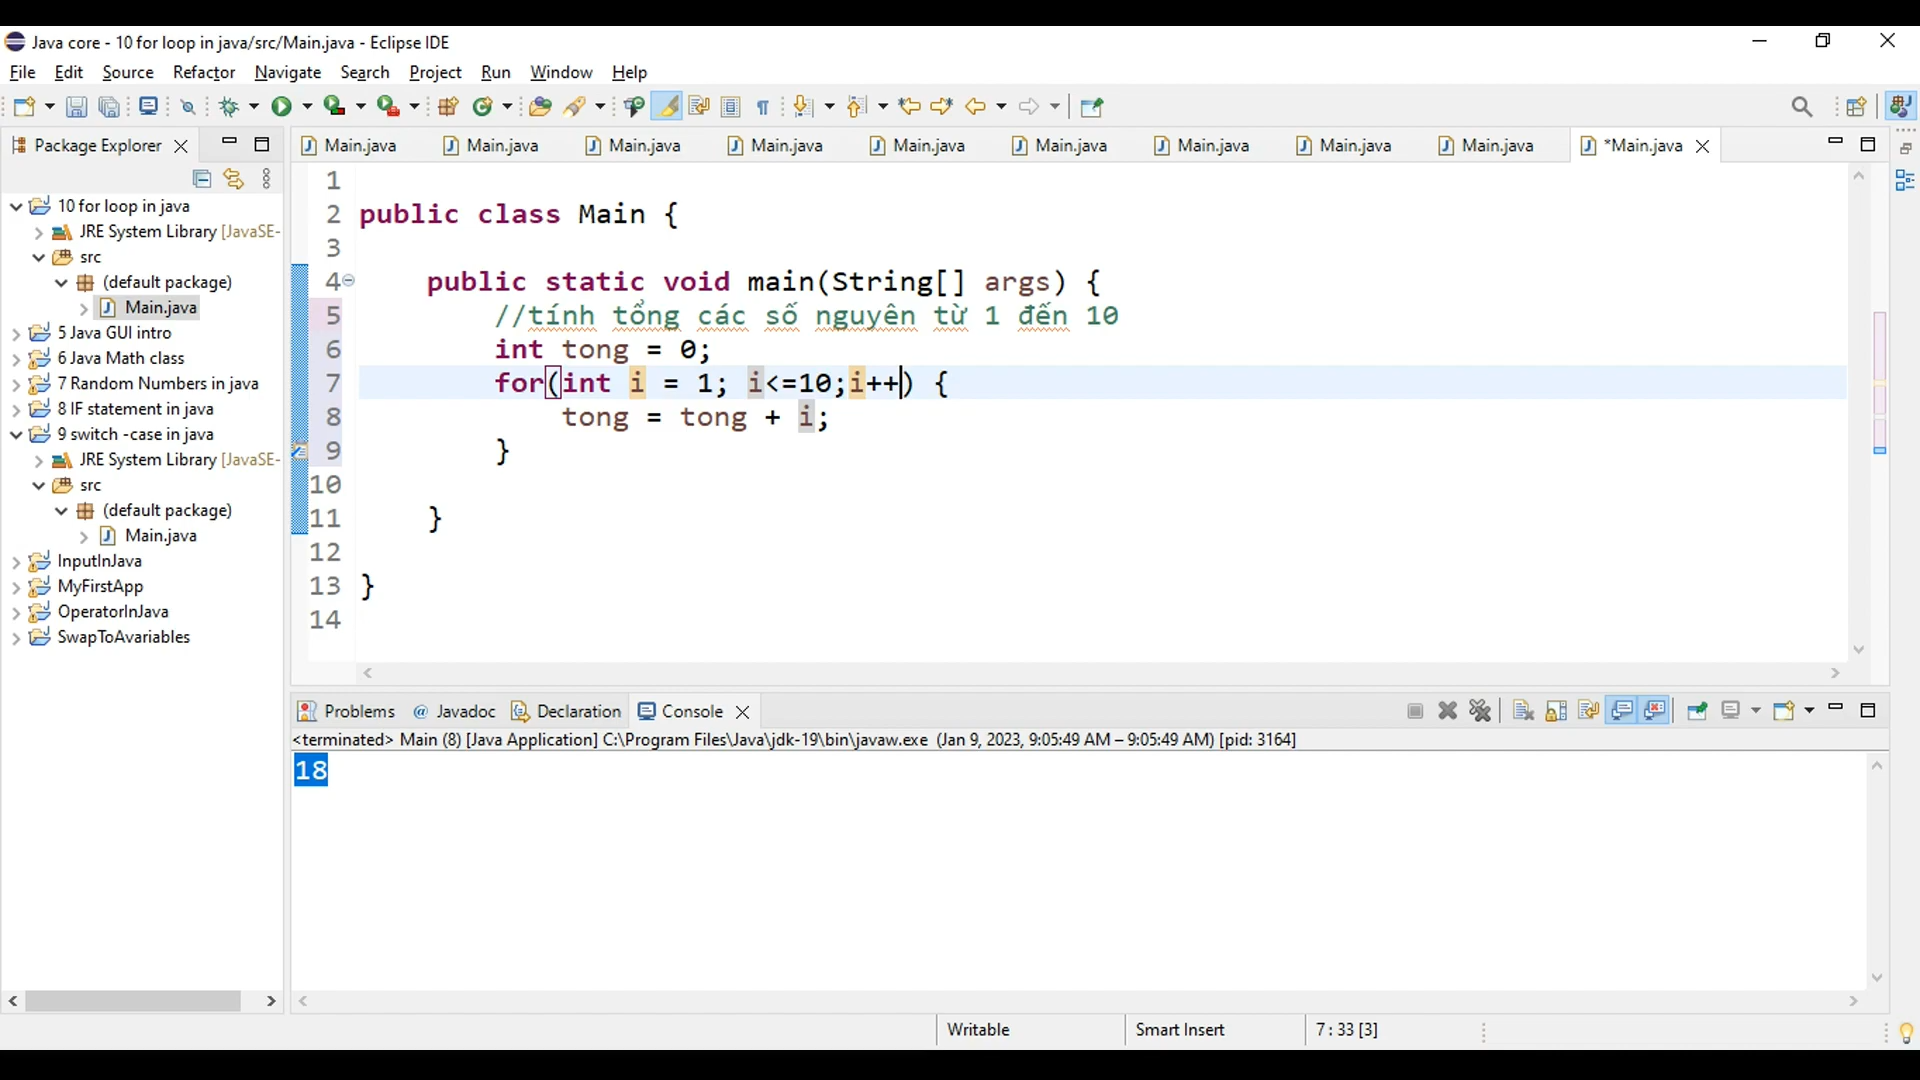 Java core - 10 for loop in java/src/Main.java - Eclipse IDE
File Edit Source Refactor Navigate Search Project Run Window Help
Package Explorer
Main.java Main.java Main.java Main.java Main.java Main.java Main.java Main.java Main.java *Main.java
10 for loop in java
JRE System Library [JavaSE-
src
(default package)
Main.java
5 Java GUI intro
6 Java Math class
7 Random Numbers in java
8 IF statement in java
9 switch -case in java
JRE System Library [JavaSE-
src
(default package)
Main.java
InputInJava
MyFirstApp
OperatorInJava
SwapToAvariables
1
2 public class Main {
3
4 public static void main(String[] args) {
5 //tính tổng các số nguyên từ 1 đến 10
6 int tong = 0;
7 for(int i = 1; i<=10;i++) {
8 tong = tong + i;
9 }
10
11 }
12
13 }
14
Problems @ Javadoc Declaration Console
<terminated> Main (8) [Java Application] C:\Program Files\Java\jdk-19\bin\javaw.exe (Jan 9, 2023, 9:05:49 AM – 9:05:49 AM) [pid: 3164]
18
Writable Smart Insert 7 : 33 [3]